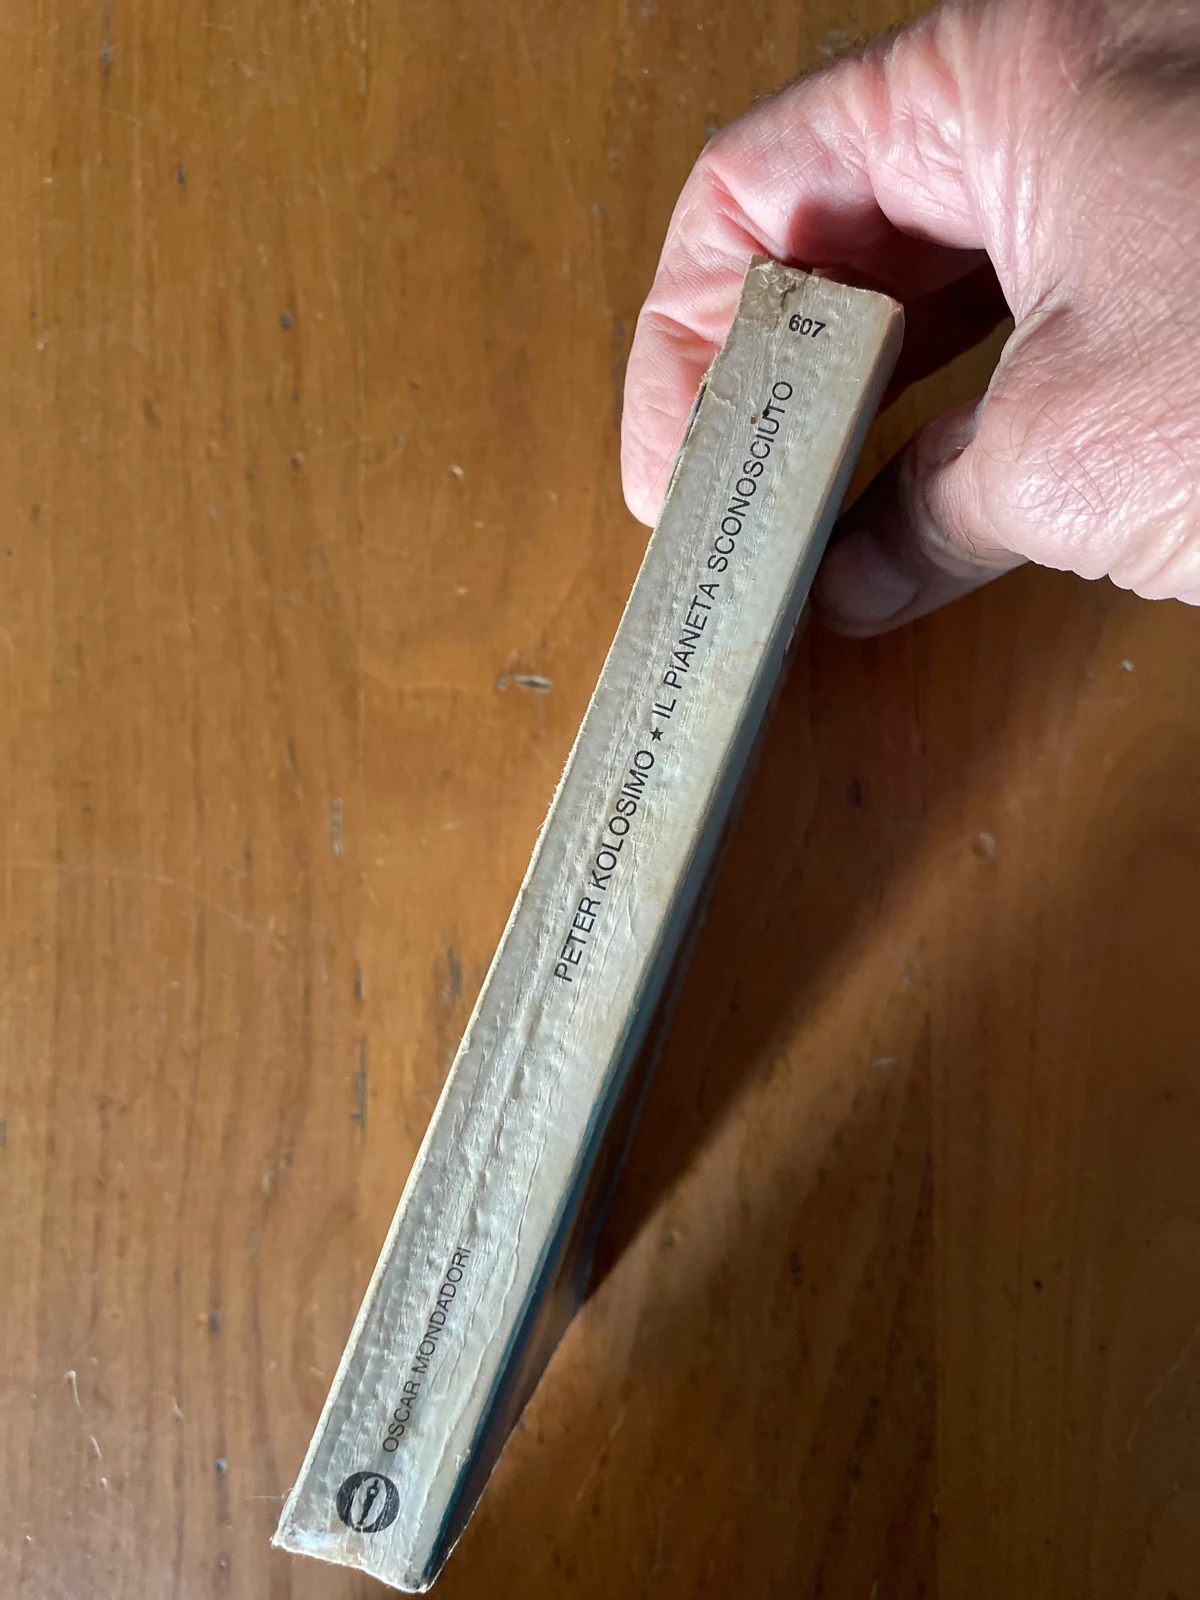 607
PETER KOLOSIMO ★ IL PIANETA SCONOSCIUTO
OSCAR MONDADORI